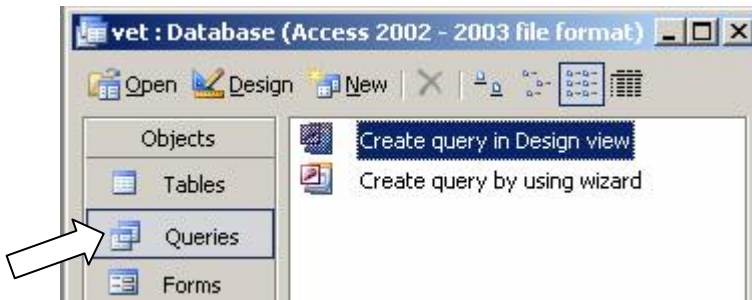 vet : Database (Access 2002 - 2003 file format)
Open Design New
Objects
Create query in Design view
Tables
Create query by using wizard
Queries
Forms